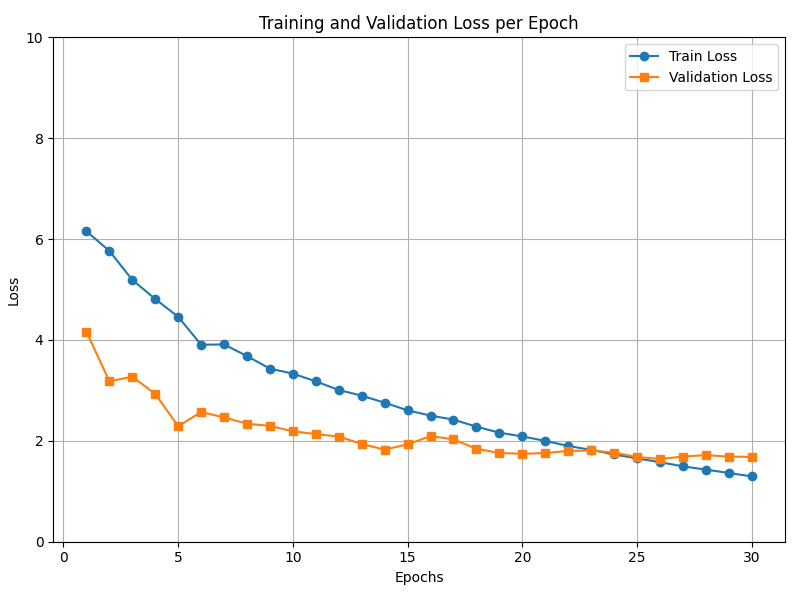 Training and Validation Loss per Epoch
Train Loss
Validation Loss
10
8
6
4
2
0
Loss
0 5 10 15 20 25 30
Epochs